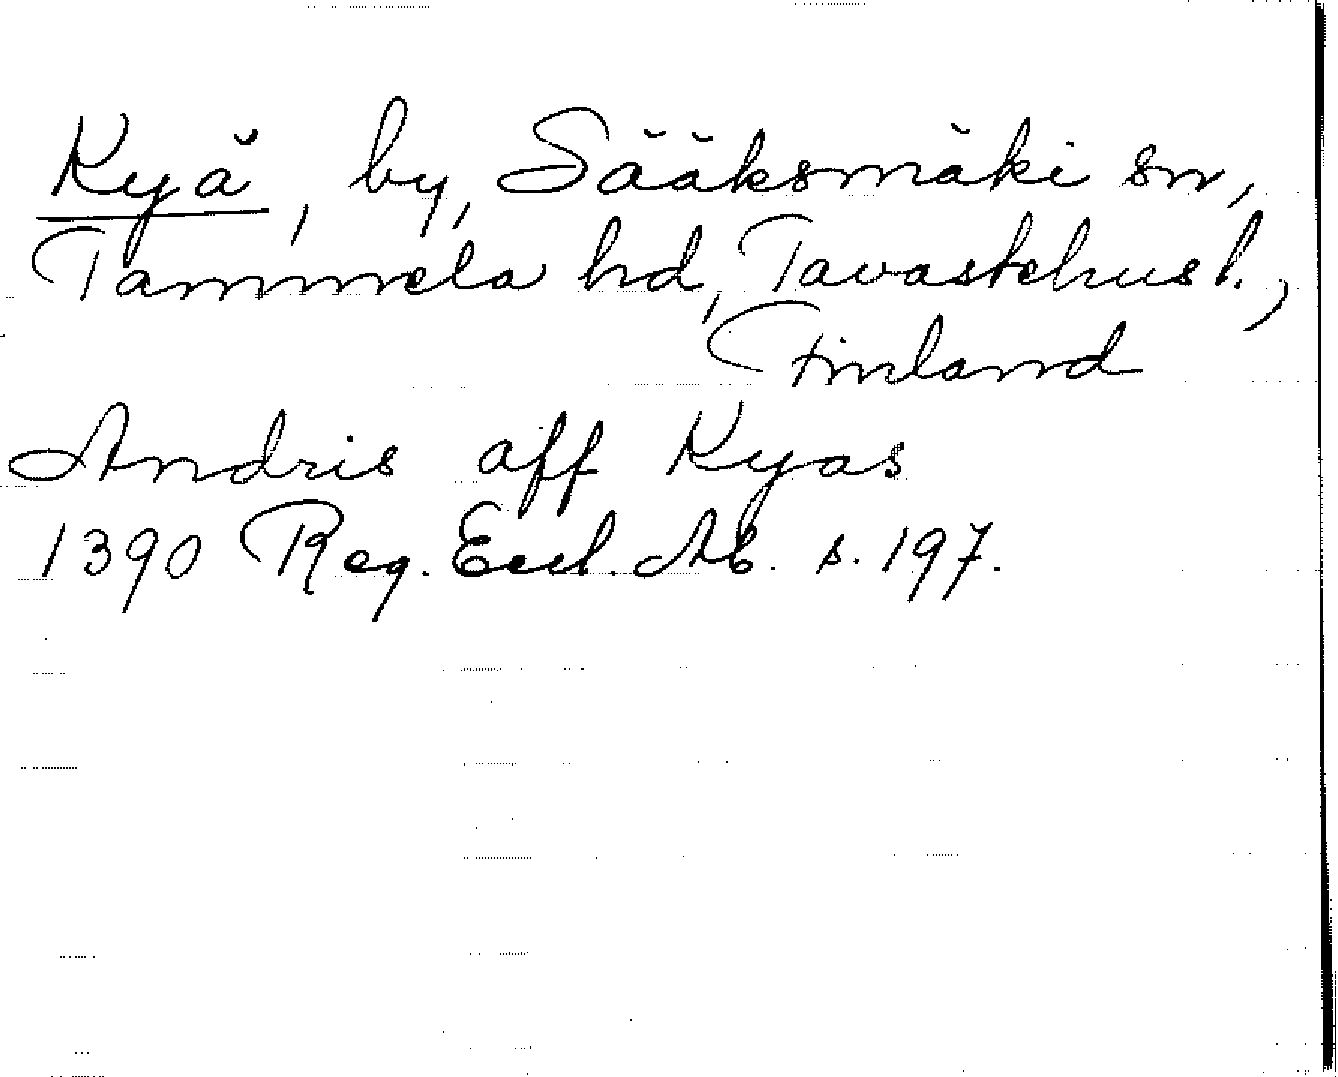 Kyä, by, Sääksmäki sn,
Tammela hd, Tavastehus l.,
Finland
Andris aff Kyas
1390 Reg. Eccl. Ab. s. 197.